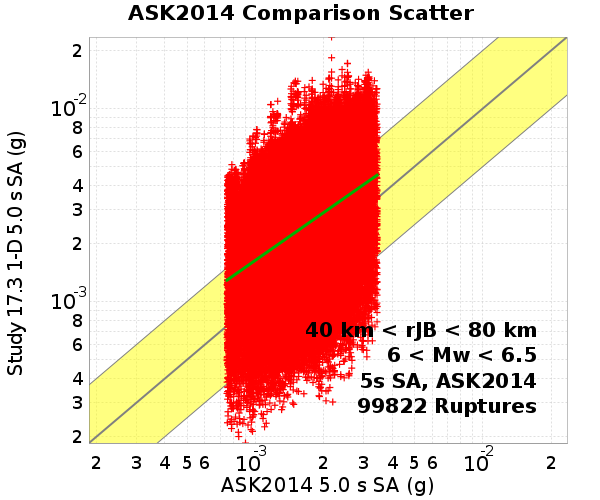 ASK2014 Comparison Scatter
Study 17.3 1-D 5.0 s SA (g)
2
10-2
8
6
4
3
2
10-3
8
6
4
3
2
40 km < rJB < 80 km
6 < Mw < 6.5
5s SA, ASK2014
99822 Ruptures
2 3 4 5 6 10-3 2 3 4 5 6 10-2 2
ASK2014 5.0 s SA (g)